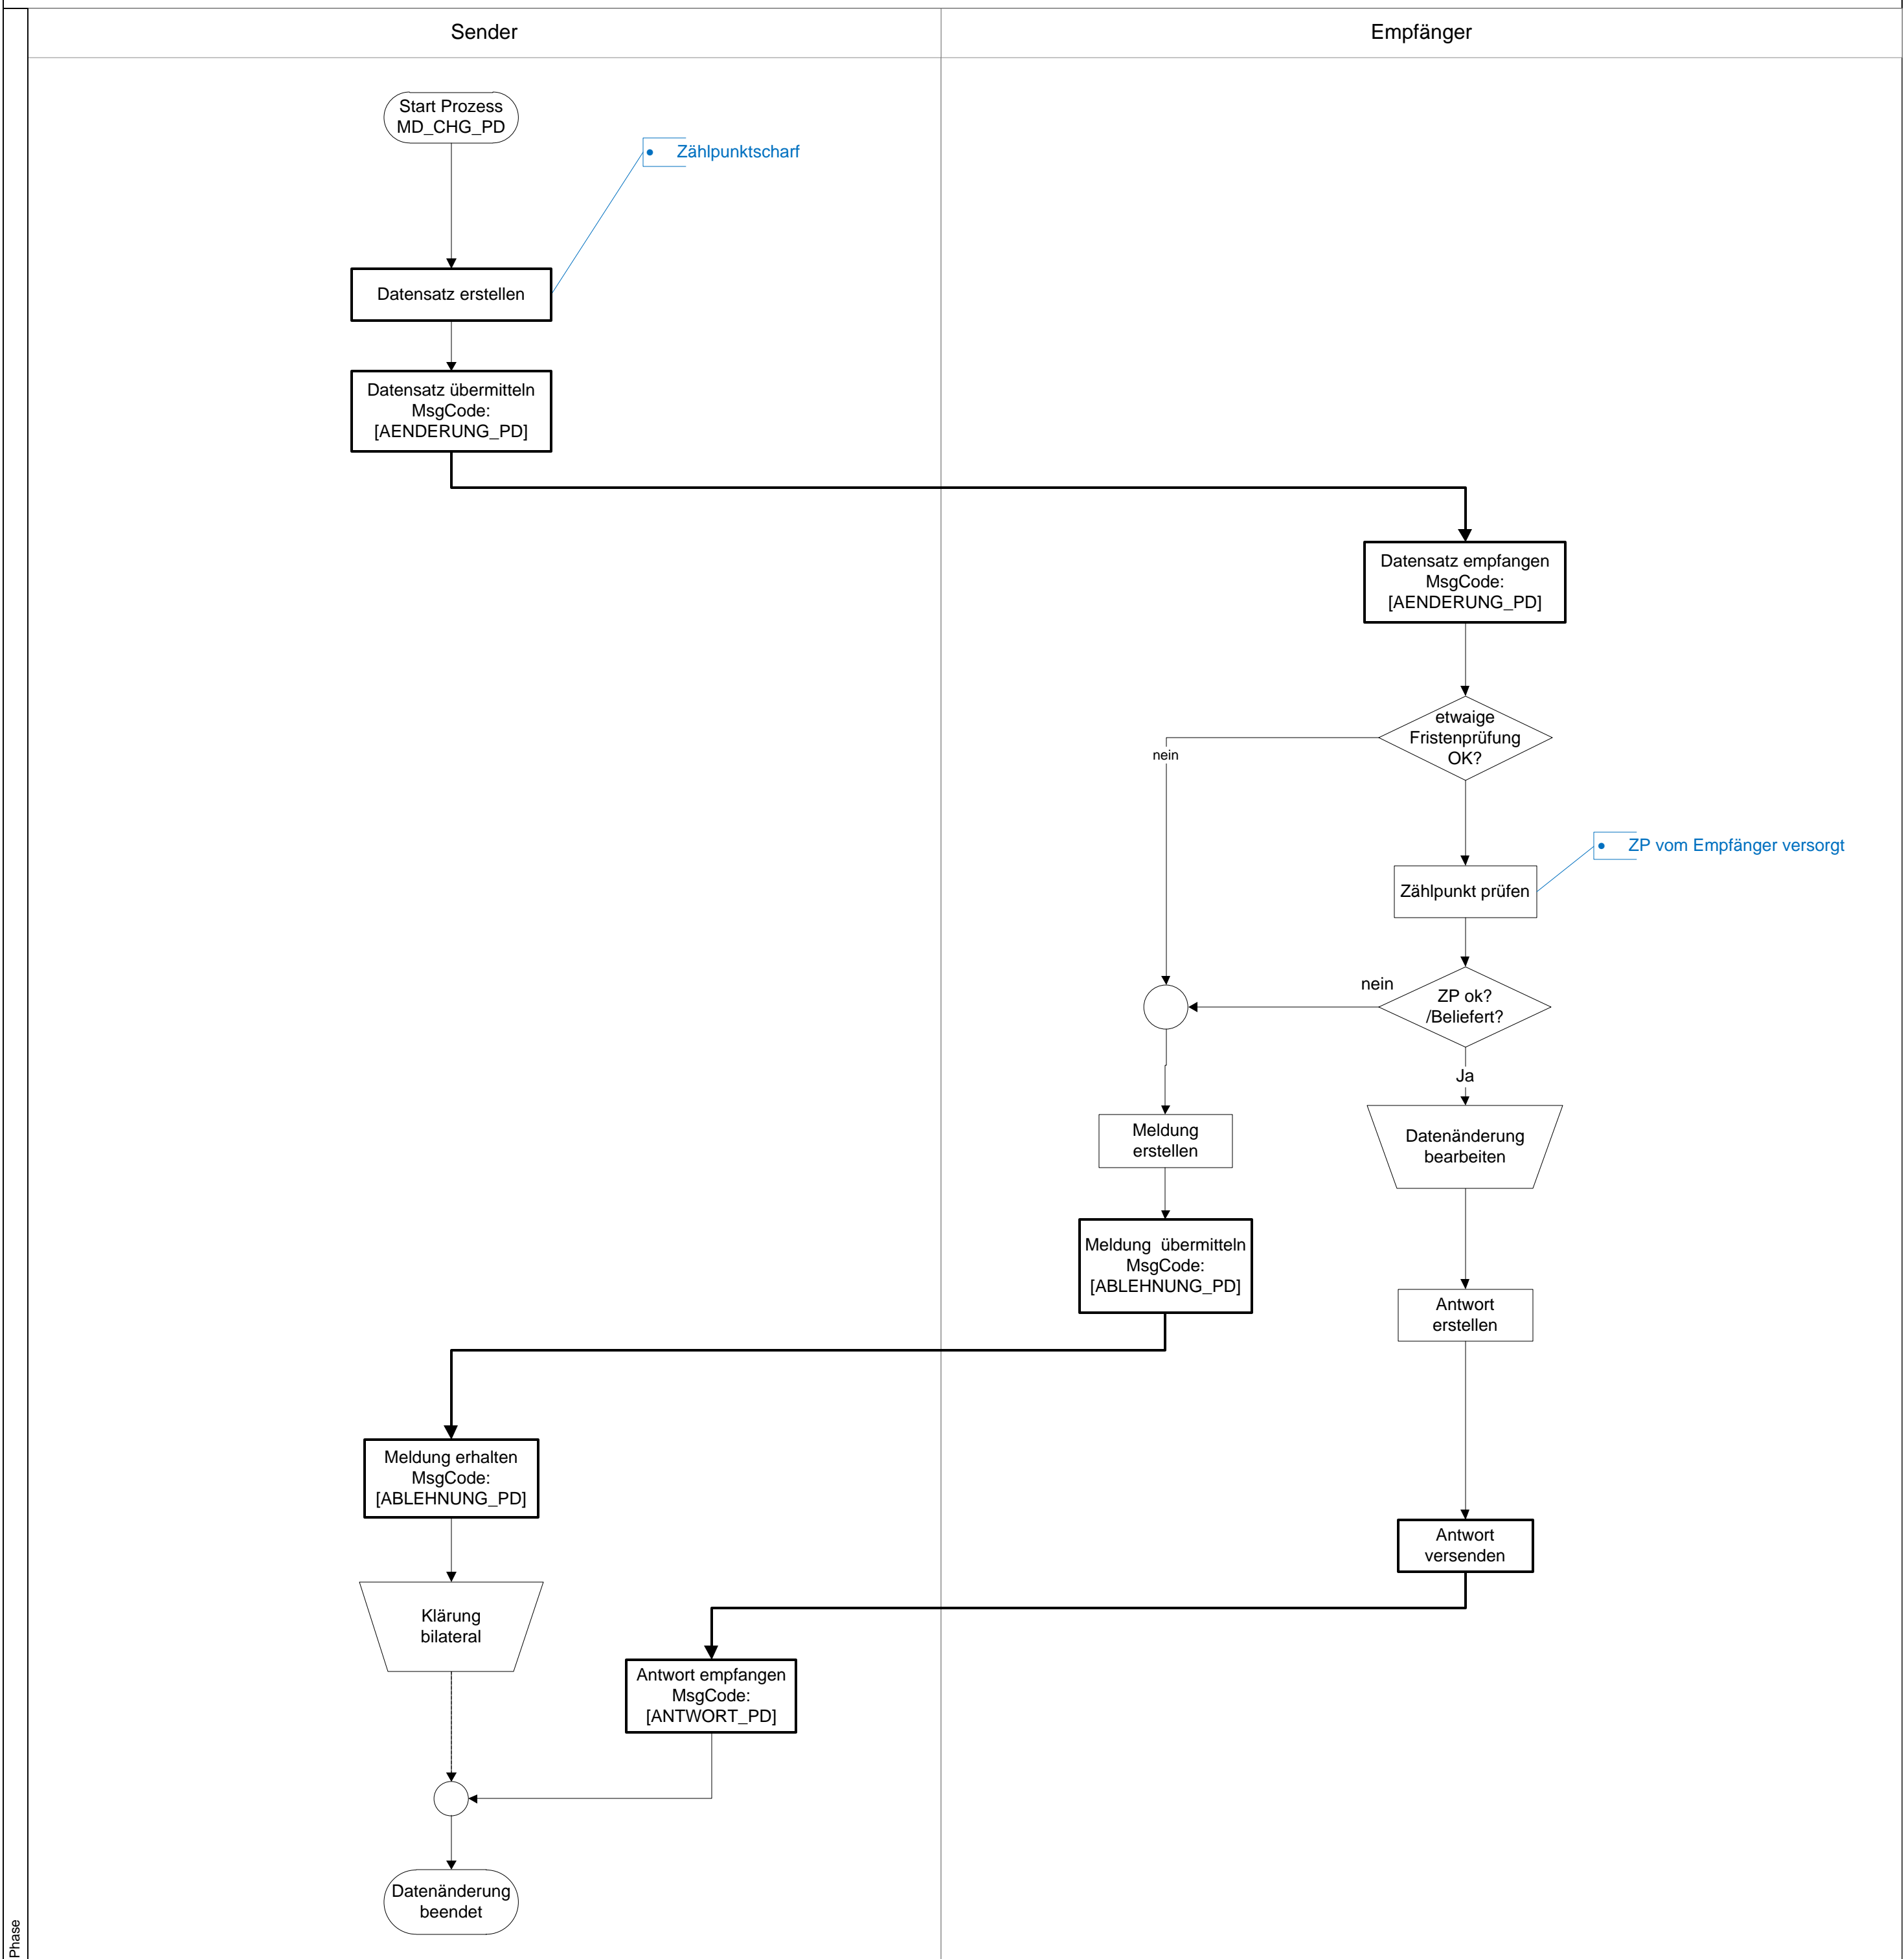 Sender
Empfänger
Start Prozess
MD_CHG_PD
• Zählpunktscharf
Datensatz erstellen
Datensatz übermitteln
MsgCode:
[AENDERUNG_PD]
Datensatz empfangen
MsgCode:
[AENDERUNG_PD]
etwaige
Fristenprüfung
OK?
nein
• ZP vom Empfänger versorgt
Zählpunkt prüfen
nein
ZP ok?
/Beliefert?
Ja
Meldung
erstellen
Datenänderung
bearbeiten
Meldung übermitteln
MsgCode:
[ABLEHNUNG_PD]
Antwort
erstellen
Meldung erhalten
MsgCode:
[ABLEHNUNG_PD]
Antwort
versenden
Klärung
bilateral
Antwort empfangen
MsgCode:
[ANTWORT_PD]
Datenänderung
beendet
Phase